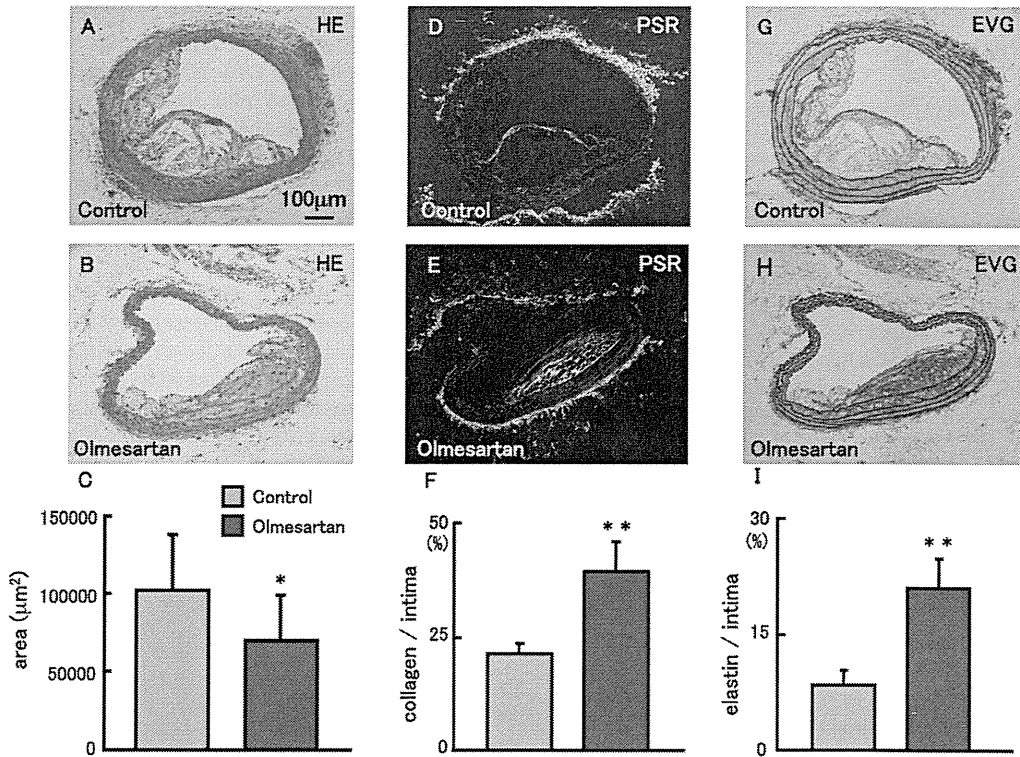 A HE
Control
100μm
D PSR
Control
G EVG
Control
B HE
Olmesartan
E PSR
Olmesartan
H EVG
Olmesartan
C
Control
Olmesartan
150000
100000
50000
0
area (μm²)
*
F
50
(%)
25
0
collagen / intima
* *
I
30
(%)
15
0
elastin / intima
* *